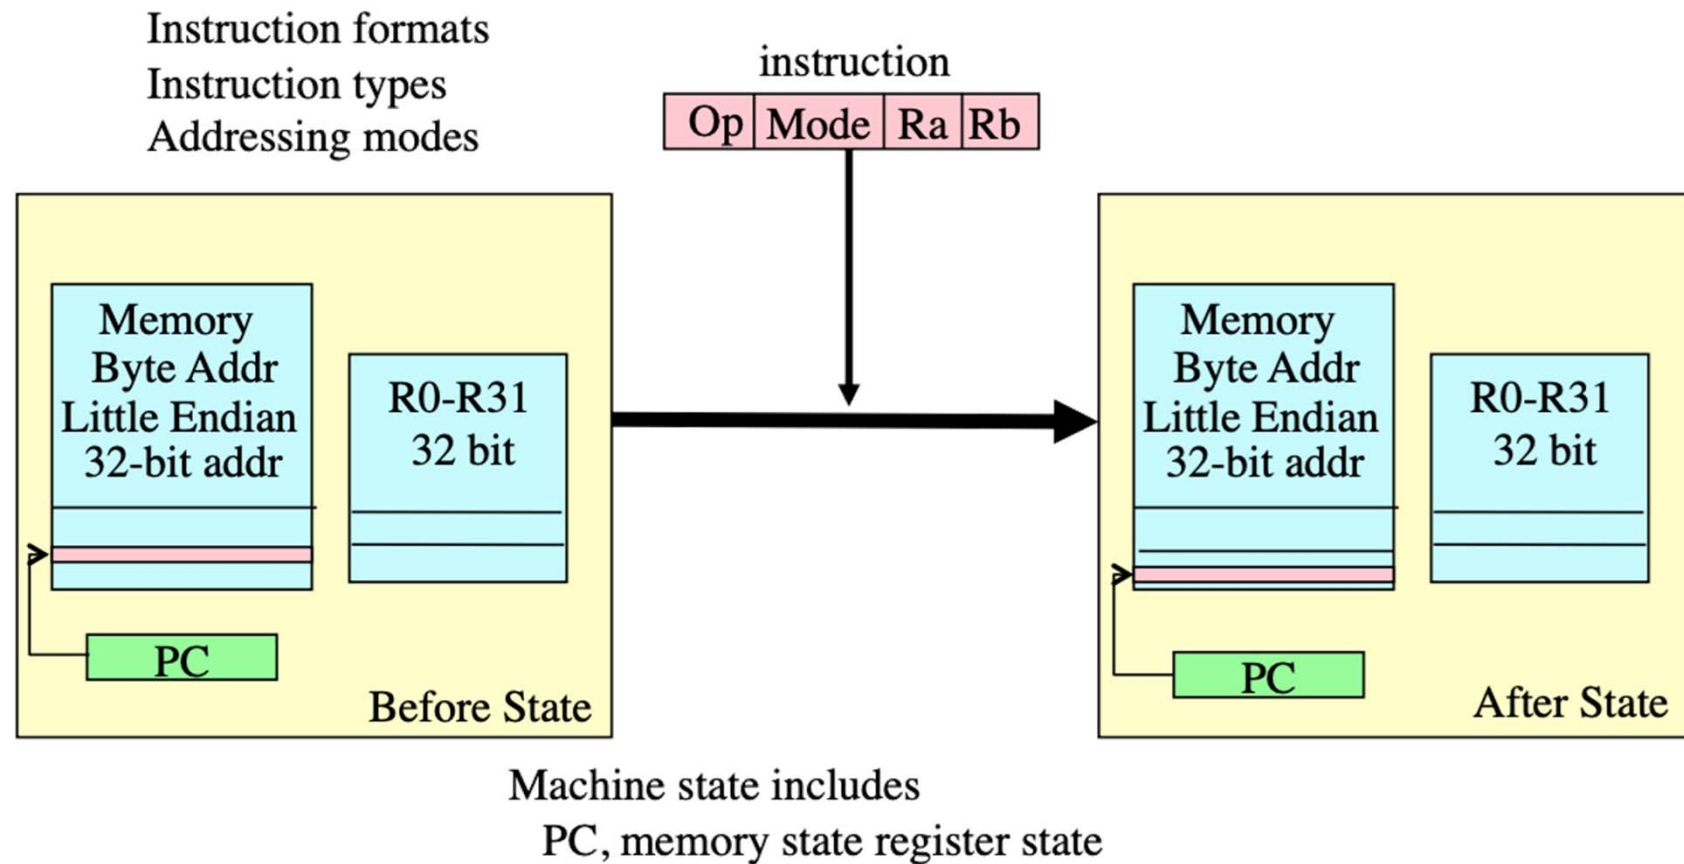 Instruction formats
Instruction types
Addressing modes
instruction
Op Mode Ra Rb
Memory
Byte Addr
Little Endian
32-bit addr
R0-R31
32 bit
PC
Before State
Memory
Byte Addr
Little Endian
32-bit addr
R0-R31
32 bit
PC
After State
Machine state includes
PC, memory state register state